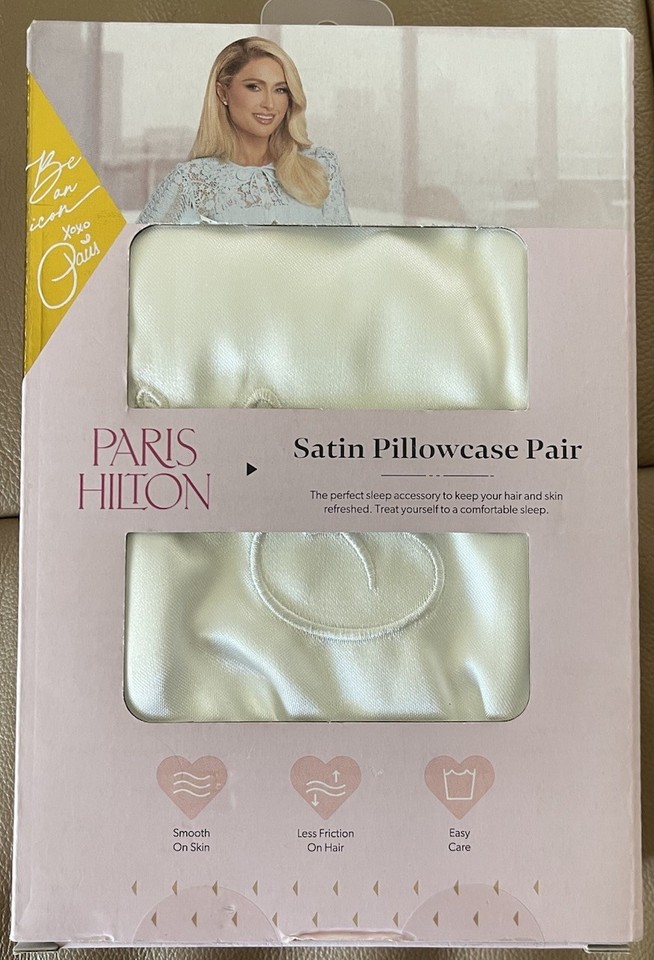 Be
an
icon
xoxo
Paris
PARIS
HILTON
Satin Pillowcase Pair
The perfect sleep accessory to keep your hair and skin
refreshed. Treat yourself to a comfortable sleep.
Smooth
On Skin
Less Friction
On Hair
Easy
Care